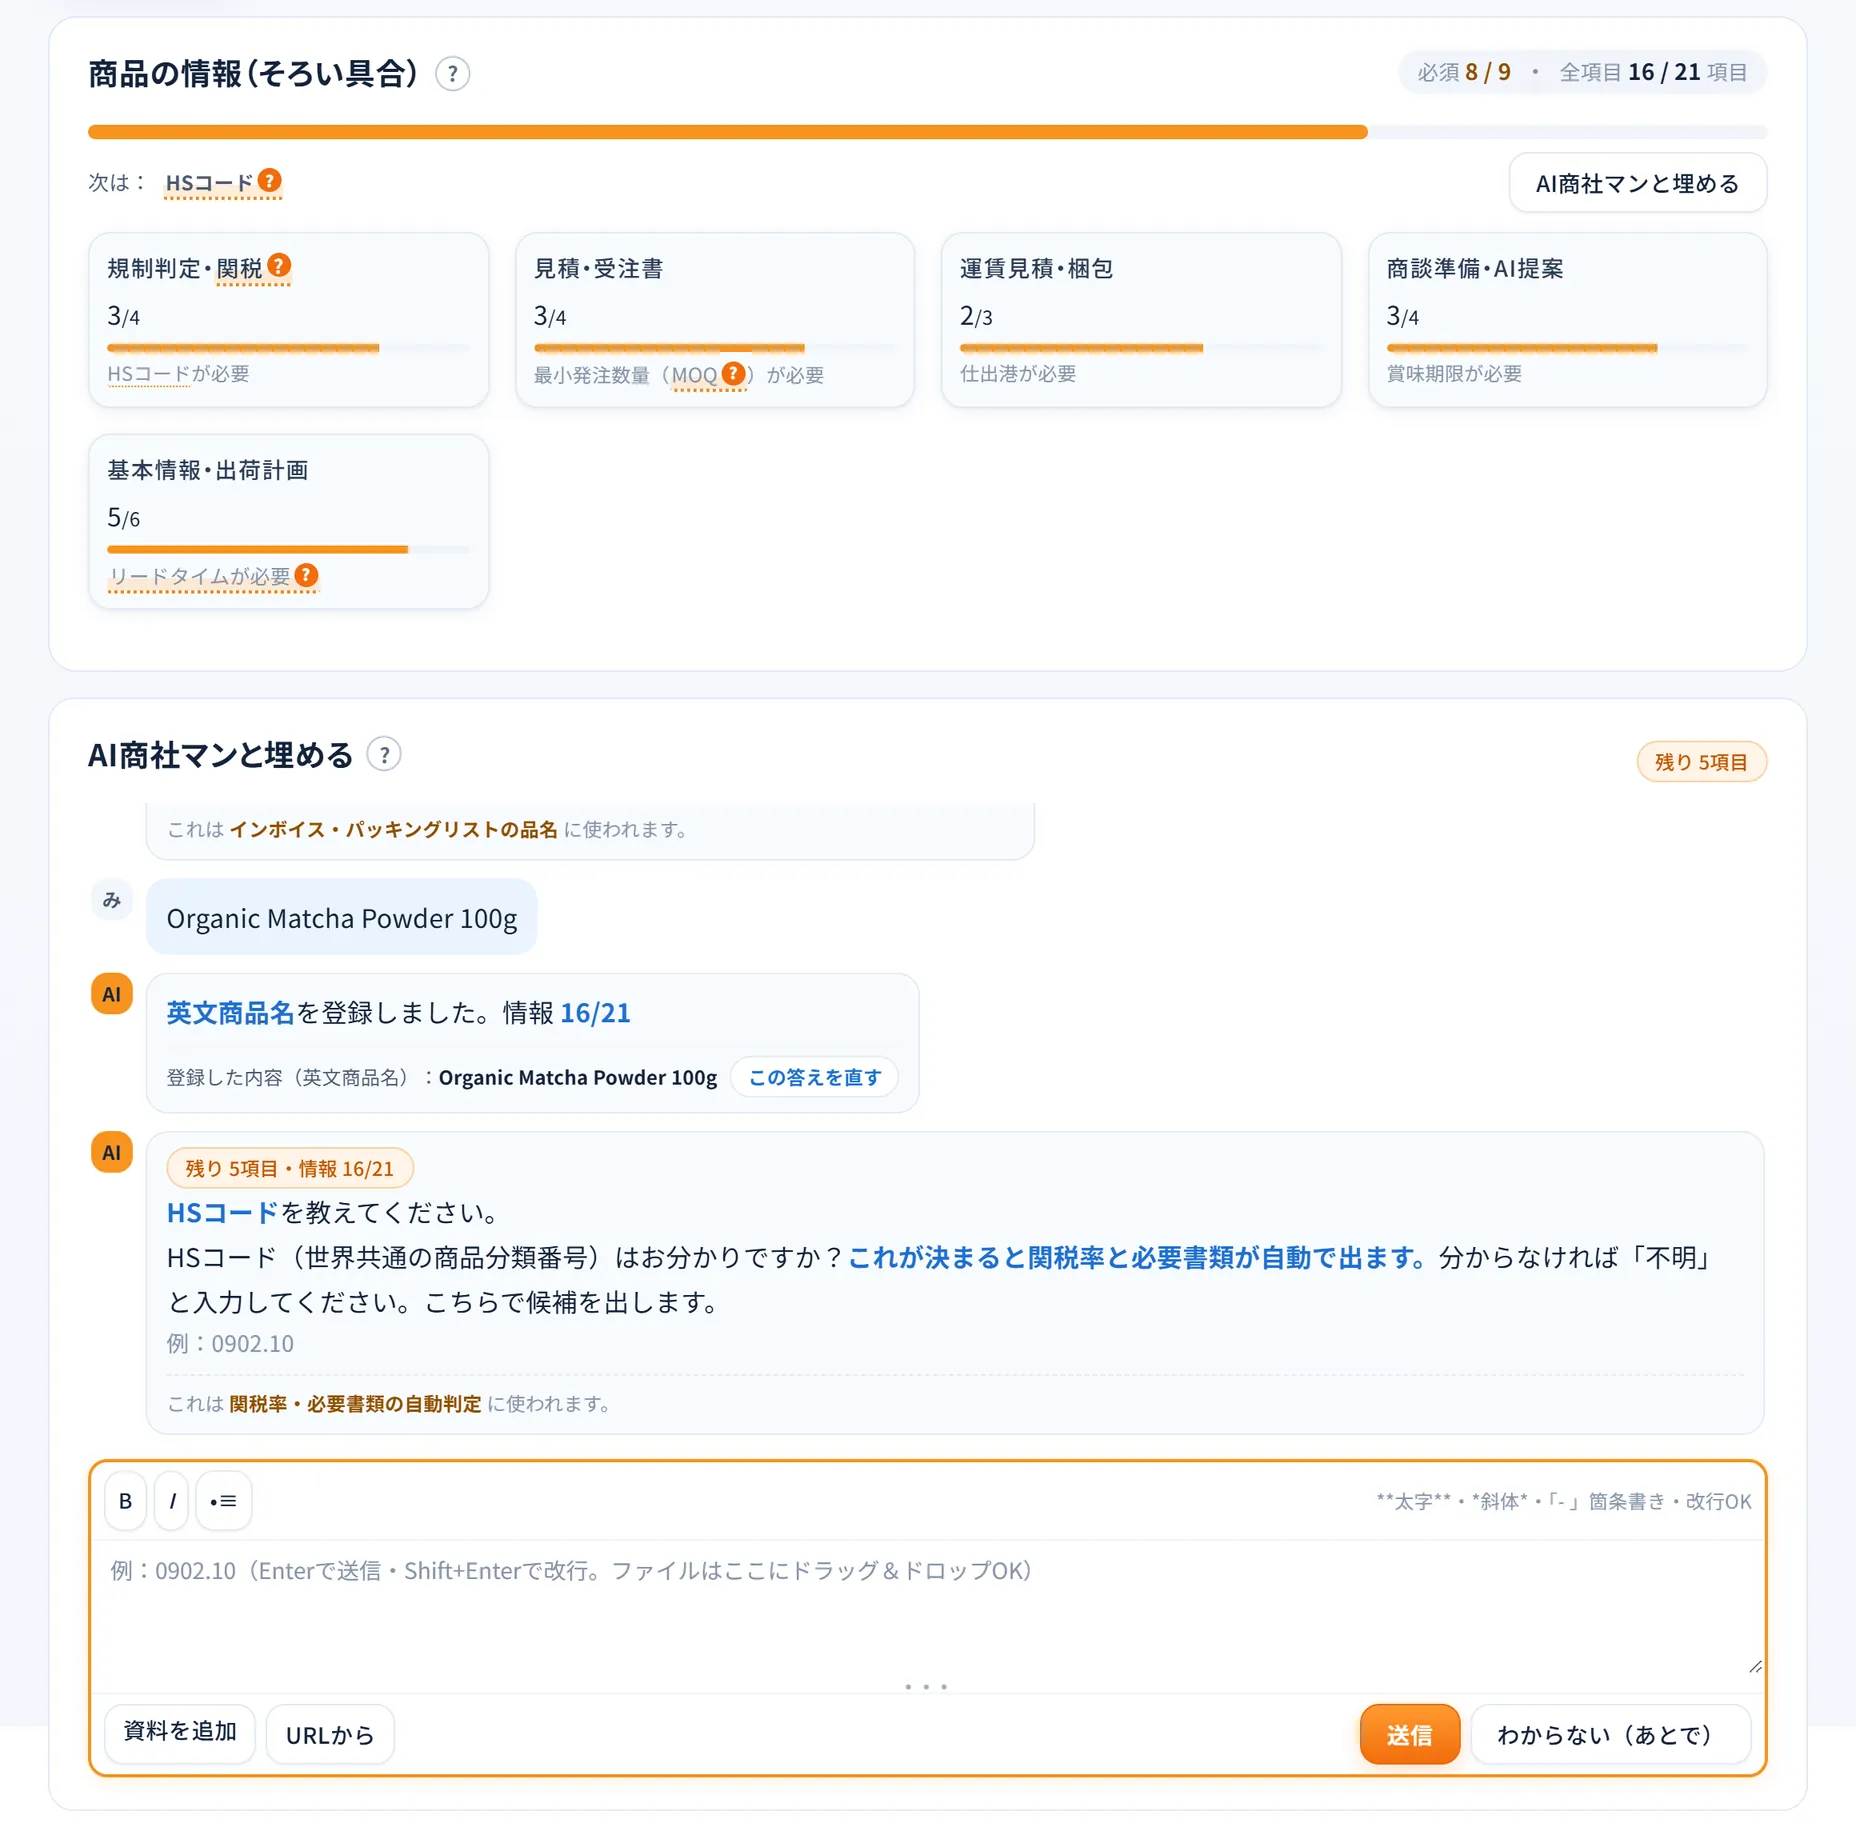 商品の情報（そろい具合） ?
必須 8 / 9 ・ 全項目 16 / 21 項目
次は： HSコード ?
AI商社マンと埋める
規制判定・関税 ?
3/4
HSコードが必要
見積・受注書
3/4
最小発注数量（MOQ ?）が必要
運賃見積・梱包
2/3
仕出港が必要
商談準備・AI提案
3/4
賞味期限が必要
基本情報・出荷計画
5/6
リードタイムが必要 ?
AI商社マンと埋める ?
残り 5項目
これは インボイス・パッキングリストの品名 に使われます。
み
Organic Matcha Powder 100g
AI
英文商品名を登録しました。情報 16/21
登録した内容（英文商品名）：Organic Matcha Powder 100g この答えを直す
AI
残り 5項目・情報 16/21
HSコードを教えてください。
HSコード（世界共通の商品分類番号）はお分かりですか？これが決まると関税率と必要書類が自動で出ます。分からなければ「不明」
と入力してください。こちらで候補を出します。
例：0902.10
これは 関税率・必要書類の自動判定 に使われます。
B I •≡
**太字**・*斜体*・「- 」箇条書き・改行OK
例：0902.10（Enterで送信・Shift+Enterで改行。ファイルはここにドラッグ＆ドロップOK）
資料を追加 URLから
送信 わからない（あとで）